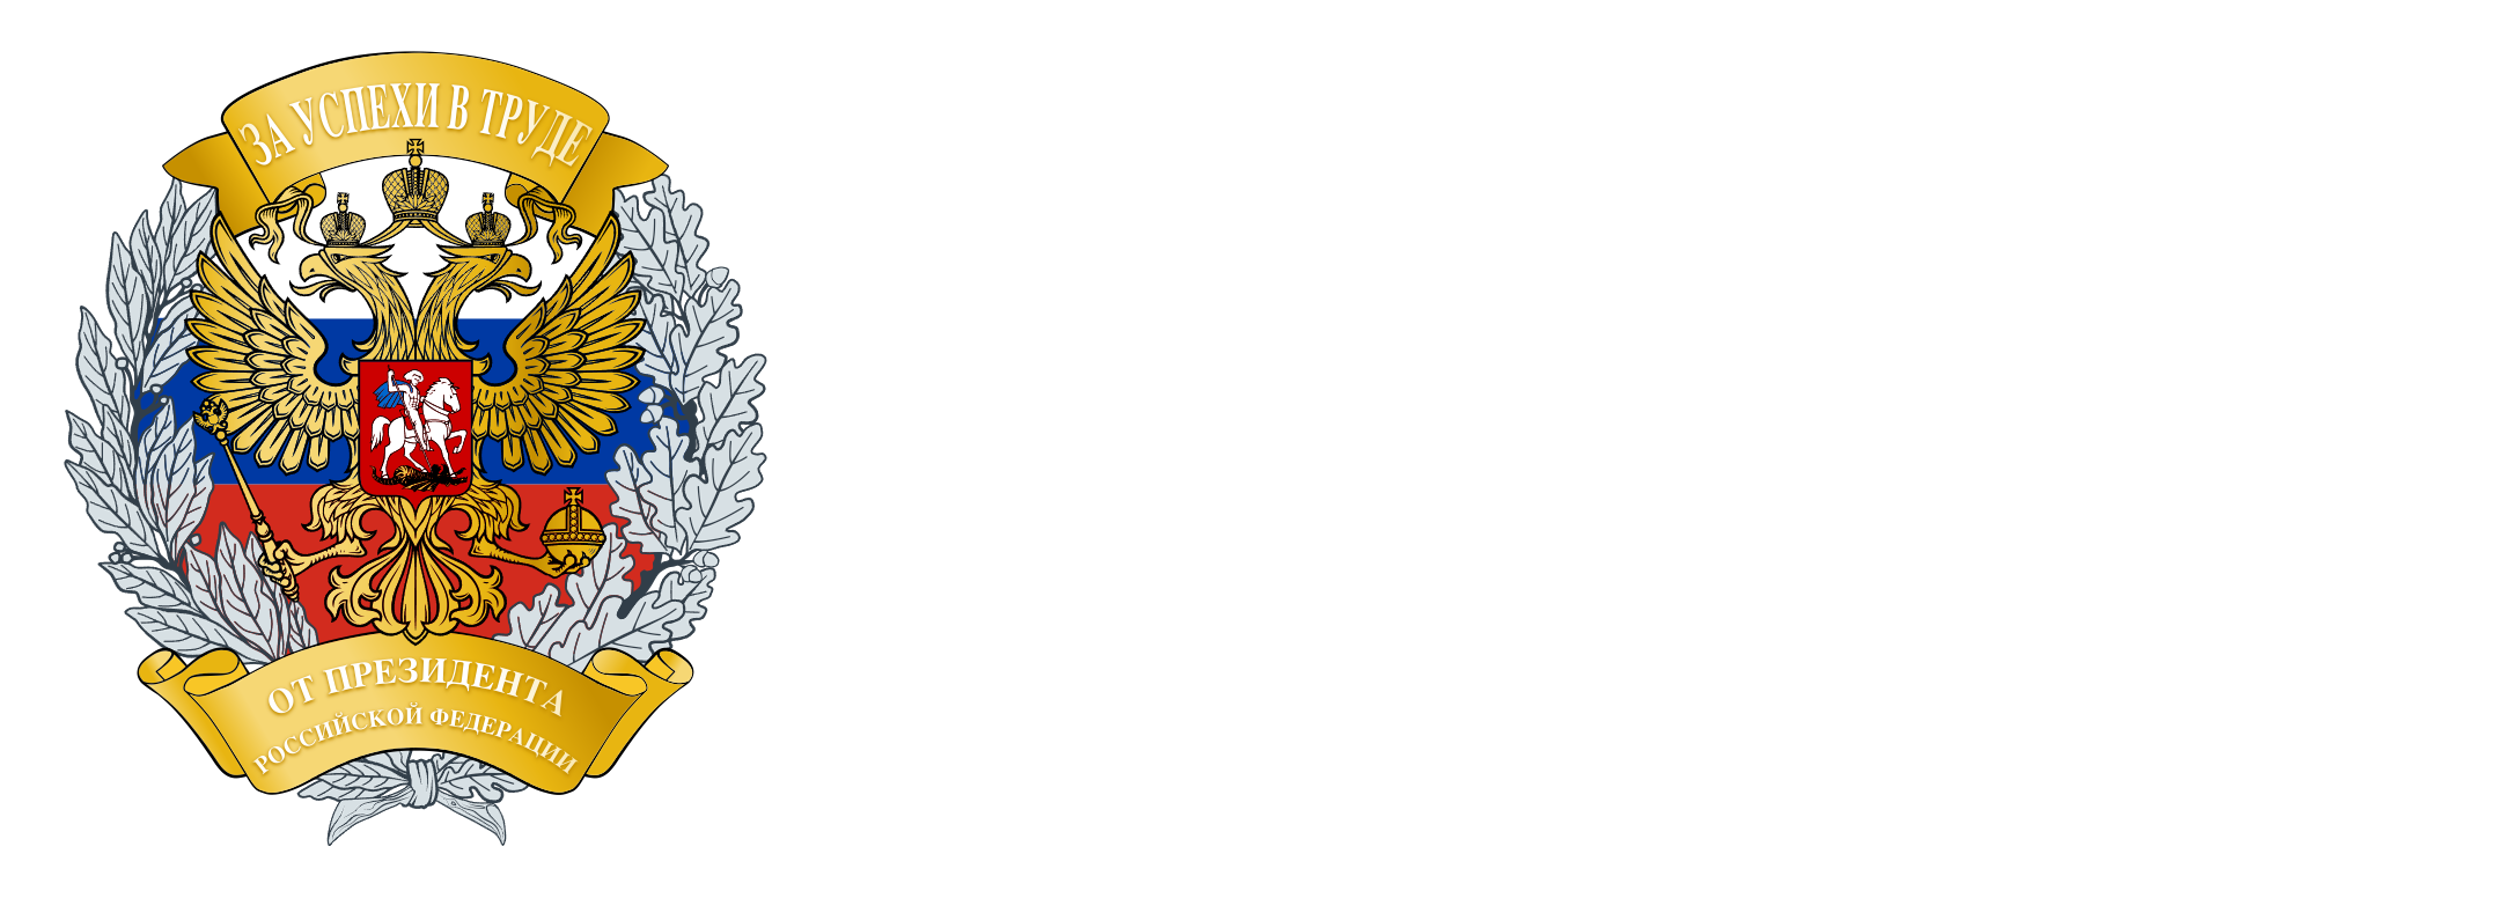 ЗА УСПЕХИ В ТРУДЕ
ОТ ПРЕЗИДЕНТА
РОССИЙСКОЙ ФЕДЕРАЦИИ